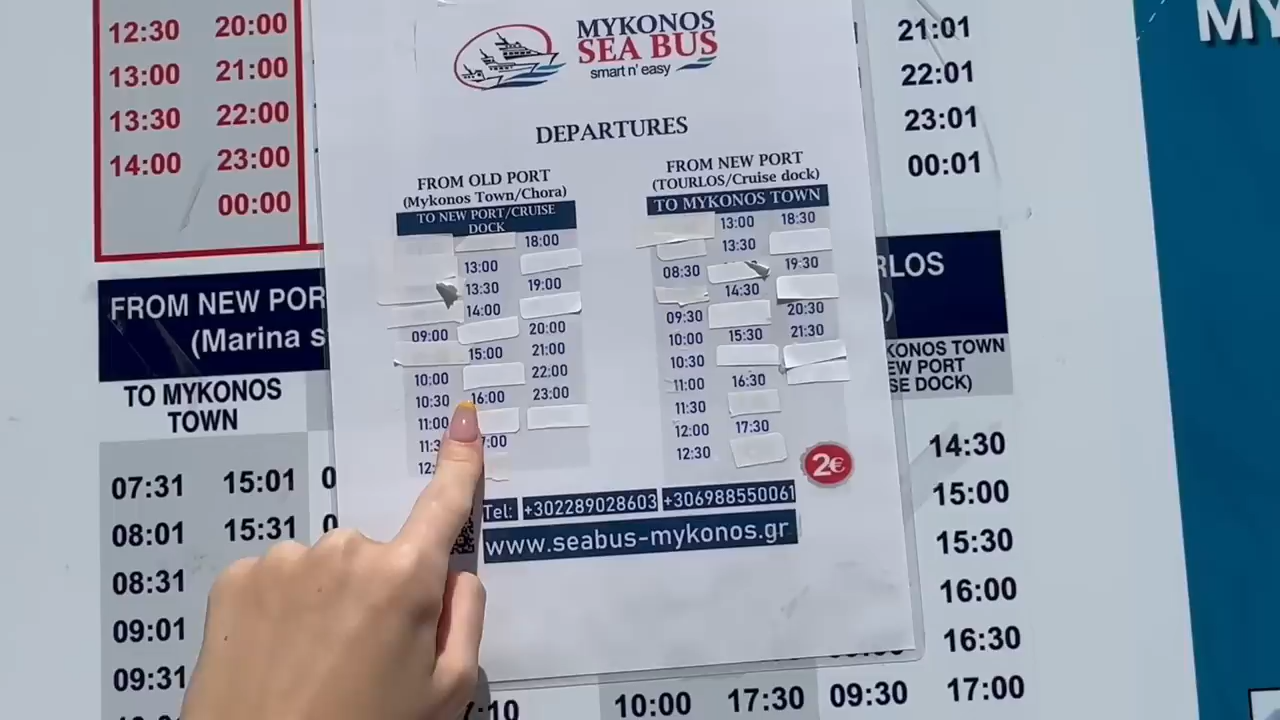 12:30 20:00
13:00 21:00
13:30 22:00
14:00 23:00
00:00
FROM NEW POR
(Marina s
TO MYKONOS
TOWN
07:31 15:01 0
08:01 15:31 0
08:31
09:01
09:31
MYKONOS
SEA BUS
smart n' easy
DEPARTURES
FROM OLD PORT
(Mykonos Town/Chora)
TO NEW PORT/CRUISE
DOCK
18:00
13:00
13:30 19:00
14:00
09:00 20:00
15:00 21:00
10:00 22:00
10:30 16:00 23:00
11:00
11:3 7:00
12:
FROM NEW PORT
(TOURLOS/Cruise dock)
TO MYKONOS TOWN
13:00 18:30
13:30
08:30 19:30
14:30
09:30 20:30
10:00 15:30 21:30
10:30
11:00 16:30
11:30
12:00 17:30
12:30
2€
Tel: +302289028603 +306988550061
www.seabus-mykonos.gr
7:10 10:00 17:30 09:30 17:00
21:01
22:01
23:01
00:01
RLOS
)
KONOS TOWN
EW PORT
SE DOCK)
14:30
15:00
15:30
16:00
16:30
MY